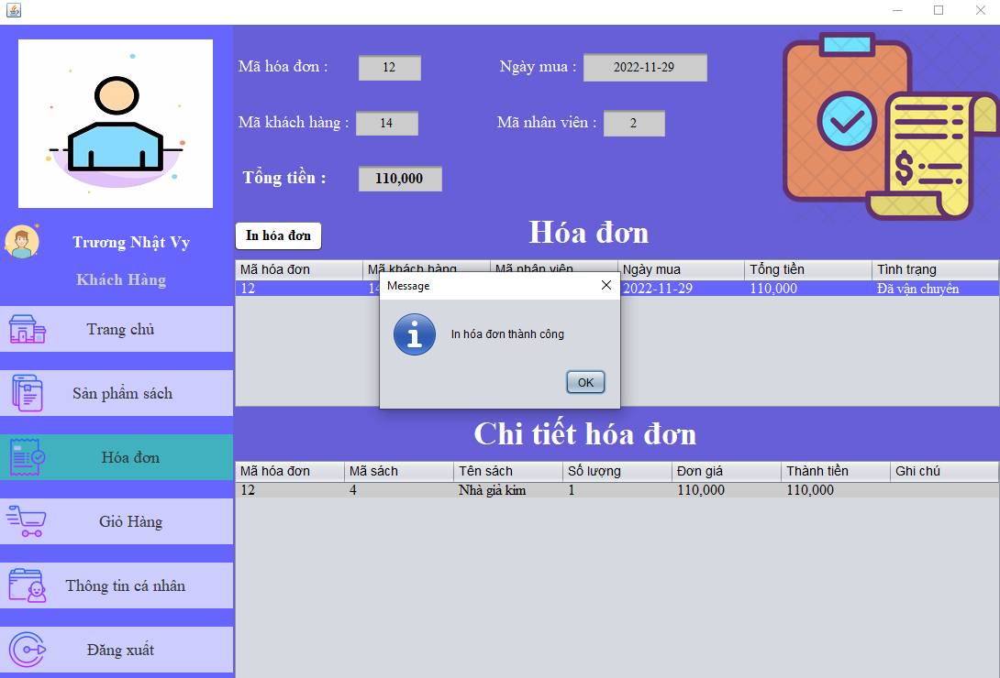 Mã hóa đơn : 12 Ngày mua : 2022-11-29
Mã khách hàng : 14 Mã nhân viên : 2
Tổng tiền : 110,000
Trương Nhật Vy
Khách Hàng
Trang chủ
Sản phẩm sách
Hóa đơn
Giỏ Hàng
Thông tin cá nhân
Đăng xuất
In hóa đơn
Hóa đơn
Mã hóa đơn Mã khách hàng Mã nhân viên Ngày mua Tổng tiền Tình trạng
12 14 2022-11-29 110,000 Đã vận chuyển
Message
In hóa đơn thành công
OK
Chi tiết hóa đơn
Mã hóa đơn Mã sách Tên sách Số lượng Đơn giá Thành tiền Ghi chú
12 4 Nhà giả kim 1 110,000 110,000